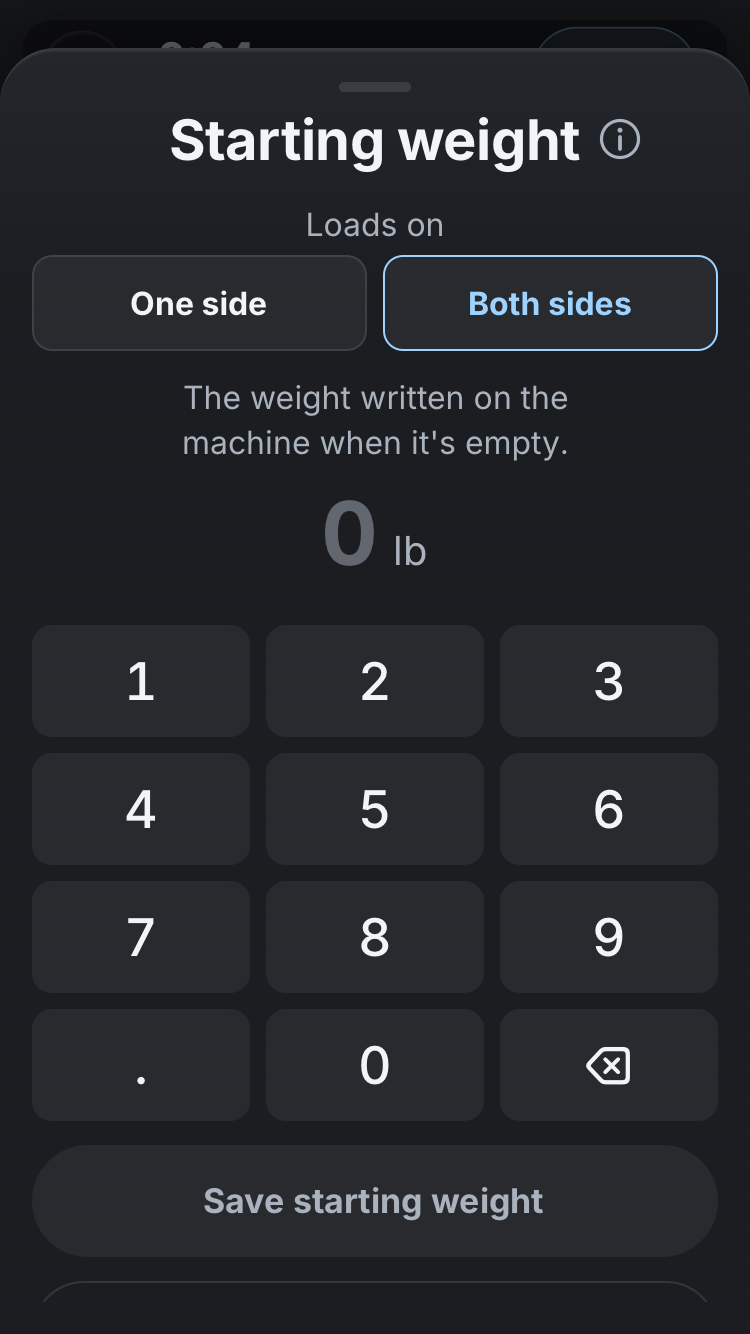 Starting weight
Loads on
One side
Both sides
The weight written on the
machine when it's empty.
0 lb
1
2
3
4
5
6
7
8
9
.
0
Save starting weight